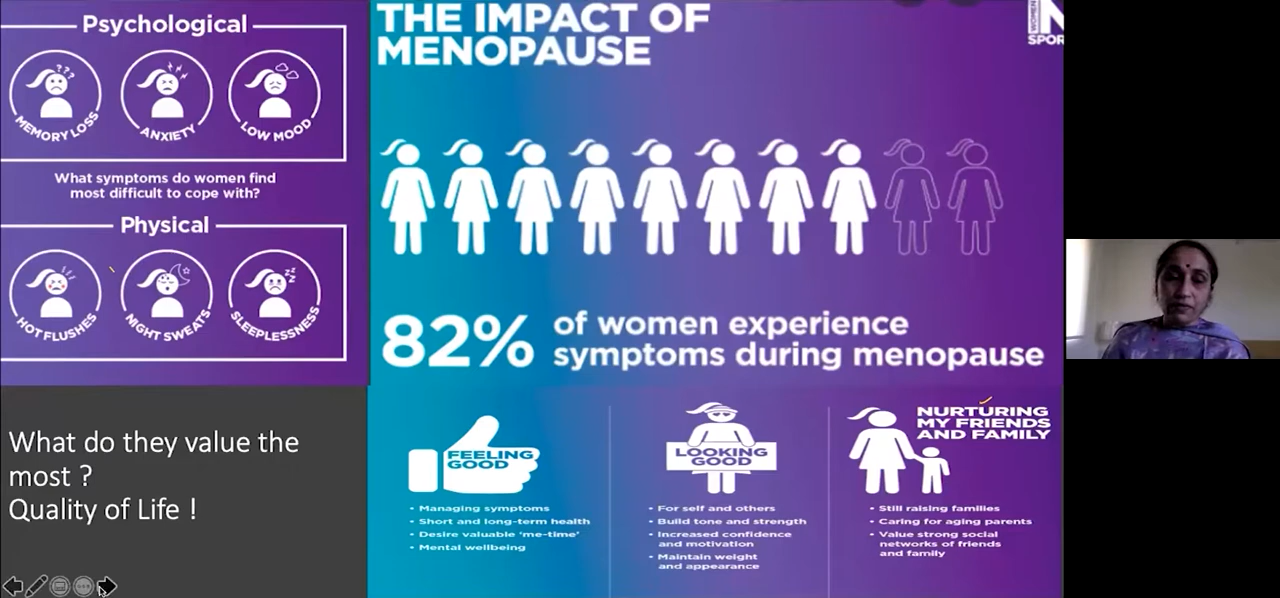 Psychological
MEMORY LOSS
ANXIETY
LOW MOOD
What symptoms do women find
most difficult to cope with?
Physical
HOT FLUSHES
NIGHT SWEATS
SLEEPLESSNESS
What do they value the
most ?
Quality of Life !
THE IMPACT OF
MENOPAUSE
WOMEN
IN
SPOR
82%
of women experience
symptoms during menopause
FEELING
GOOD
• Managing symptoms
• Short and long-term health
• Desire valuable 'me-time'
• Mental wellbeing
LOOKING
GOOD
• For self and others
• Build tone and strength
• Increased confidence
and motivation
• Maintain weight
and appearance
NURTURING
MY FRIENDS
AND FAMILY
• Still raising families
• Caring for aging parents
• Value strong social
networks of friends
and family